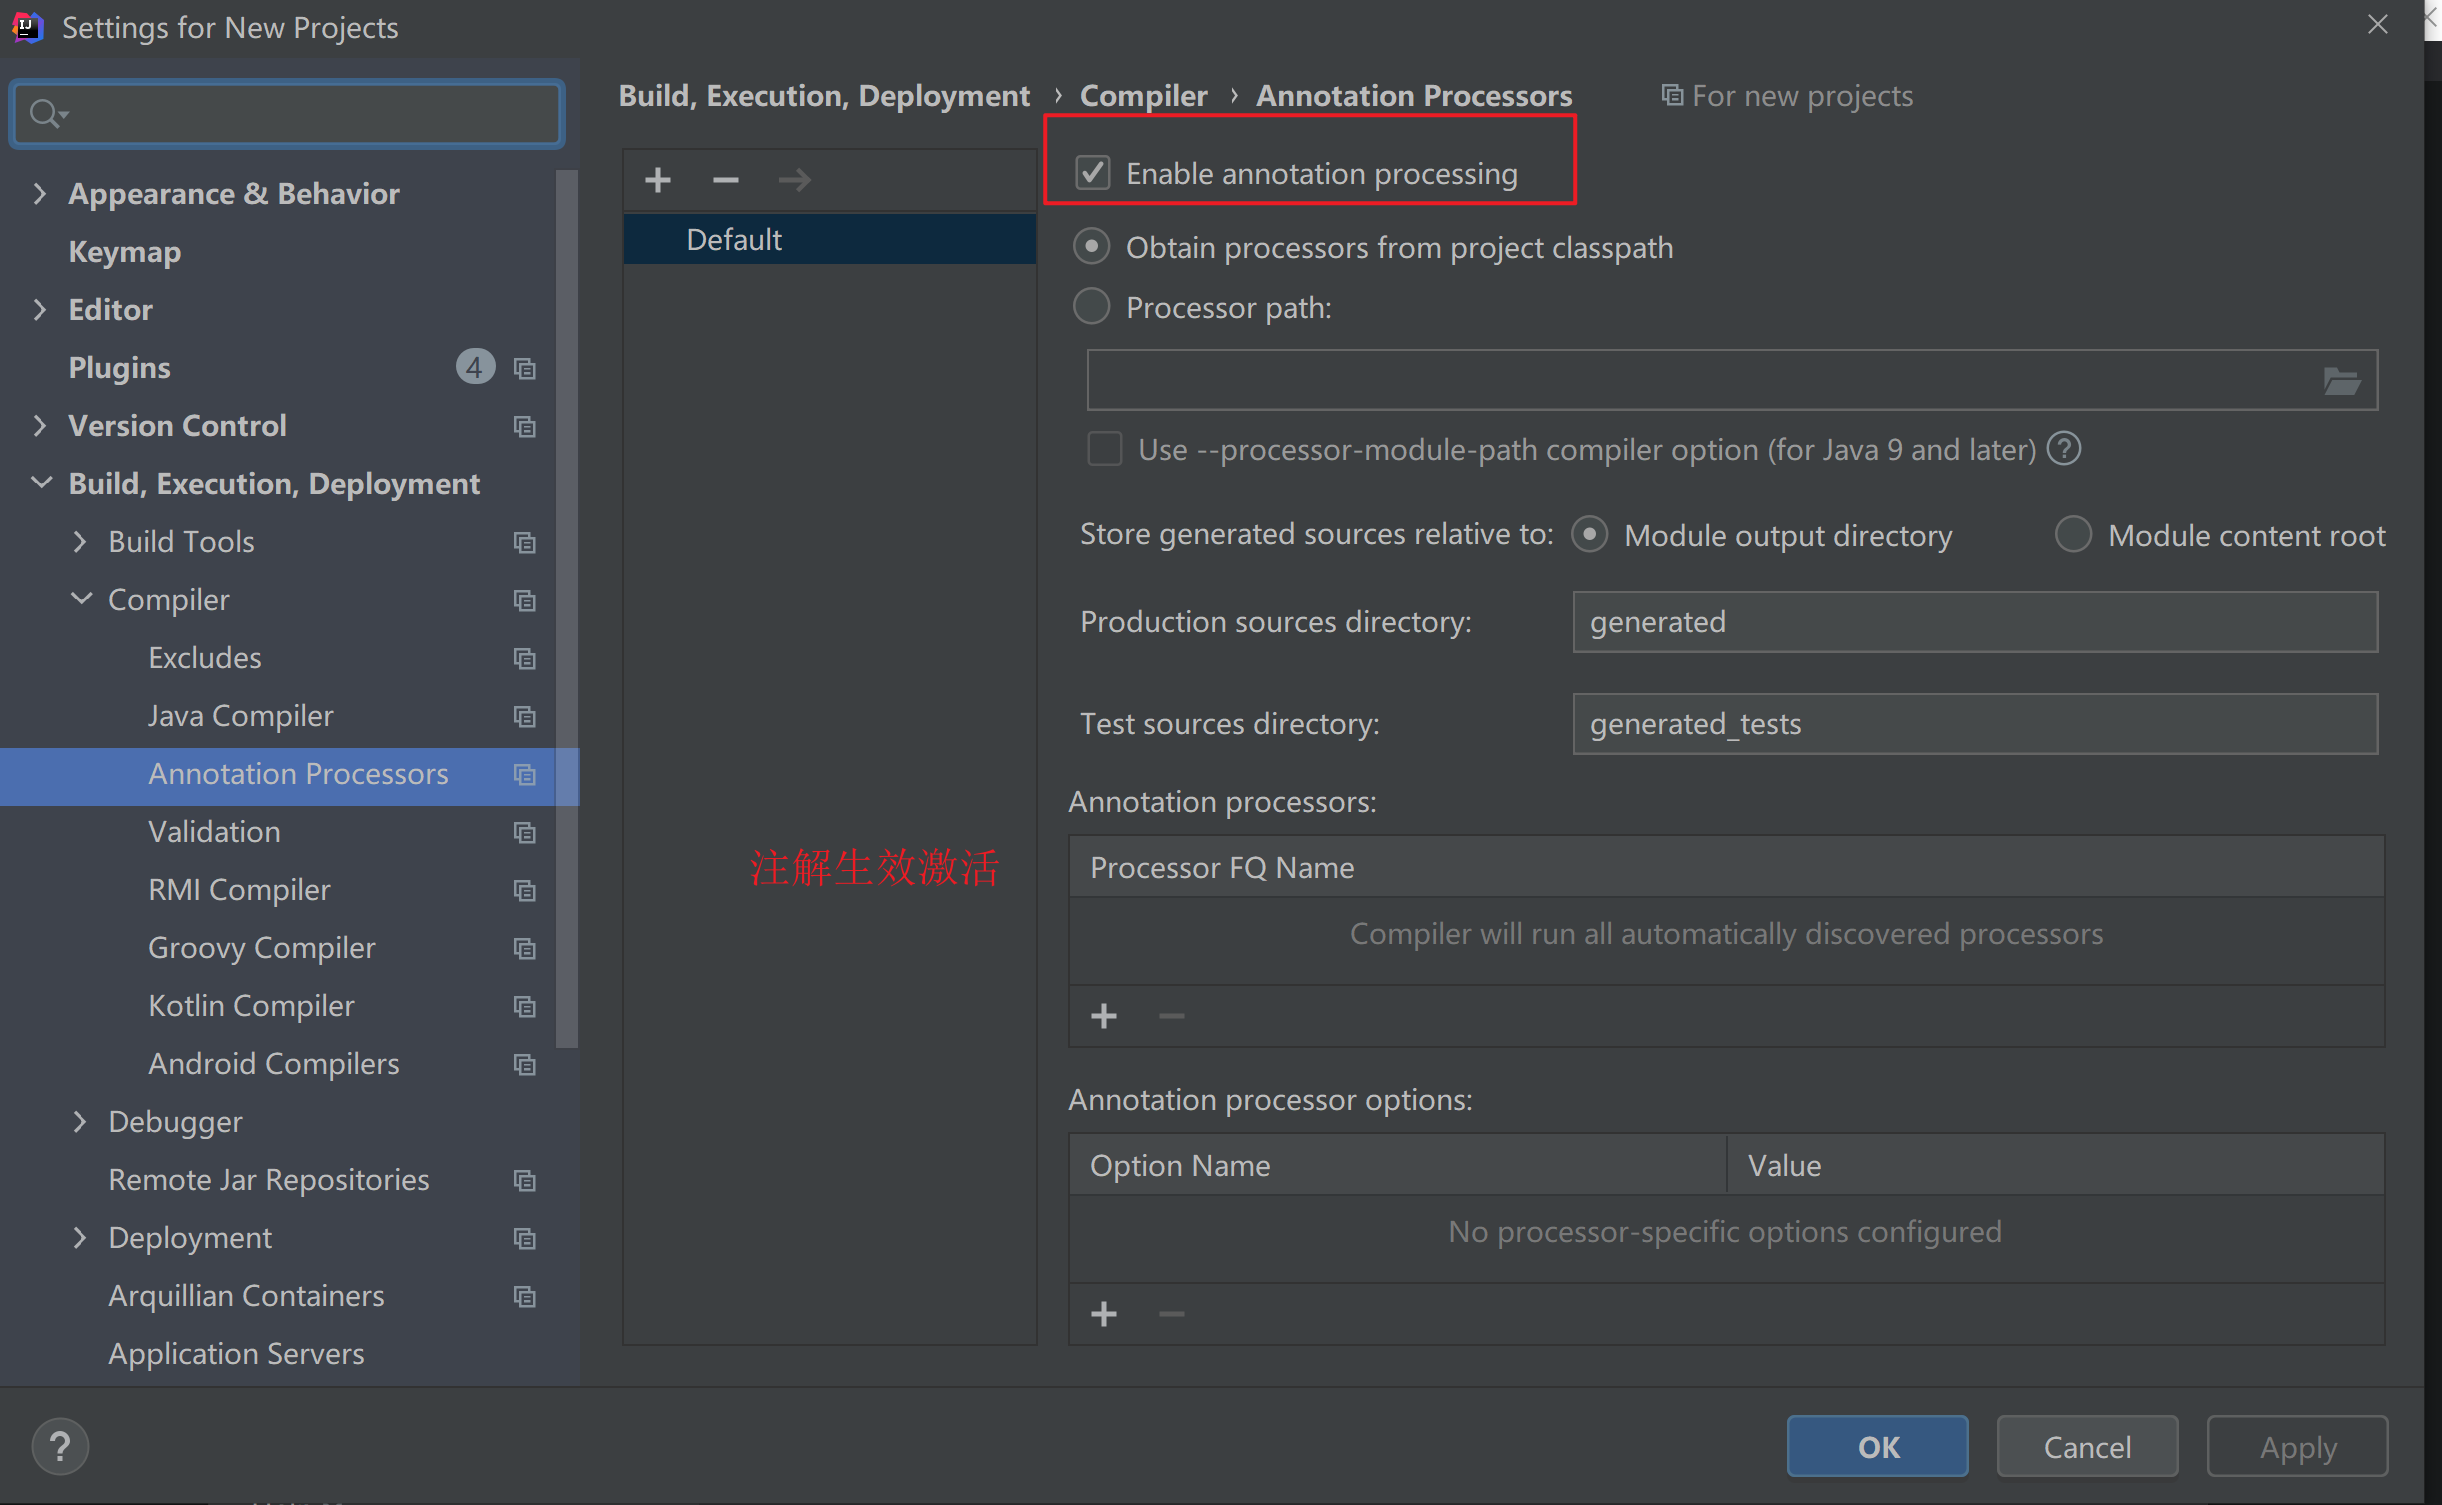 Settings for New Projects
Appearance & Behavior
Keymap
Editor
Plugins 4
Version Control
Build, Execution, Deployment
Build Tools
Compiler
Excludes
Java Compiler
Annotation Processors
Validation
RMI Compiler
Groovy Compiler
Kotlin Compiler
Android Compilers
Debugger
Remote Jar Repositories
Deployment
Arquillian Containers
Application Servers
Build, Execution, Deployment › Compiler › Annotation Processors For new projects
Default
注解生效激活
Enable annotation processing
Obtain processors from project classpath
Processor path:
Use --processor-module-path compiler option (for Java 9 and later) ?
Store generated sources relative to: Module output directory Module content root
Production sources directory: generated
Test sources directory: generated_tests
Annotation processors:
Processor FQ Name
Compiler will run all automatically discovered processors
Annotation processor options:
Option Name Value
No processor-specific options configured
? OK Cancel Apply